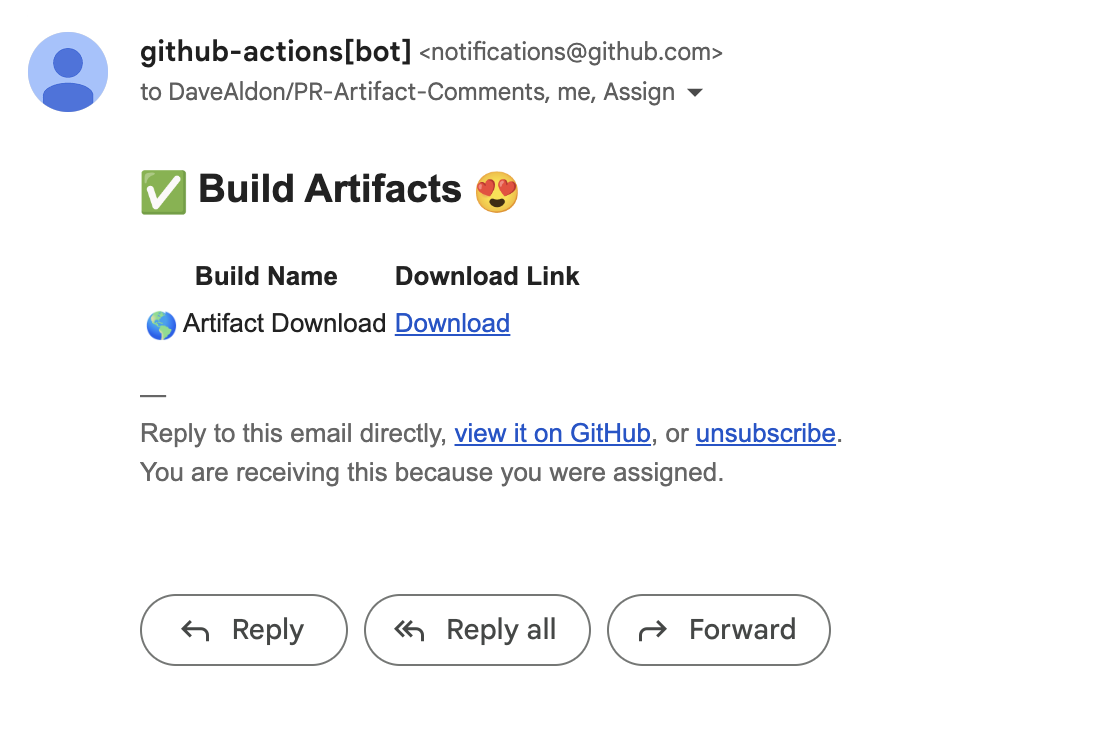 github-actions[bot] <notifications@github.com>
to DaveAldon/PR-Artifact-Comments, me, Assign
✅ Build Artifacts 😍
Build Name Download Link
🌎 Artifact Download Download
—
Reply to this email directly, view it on GitHub, or unsubscribe.
You are receiving this because you were assigned.
Reply Reply all Forward